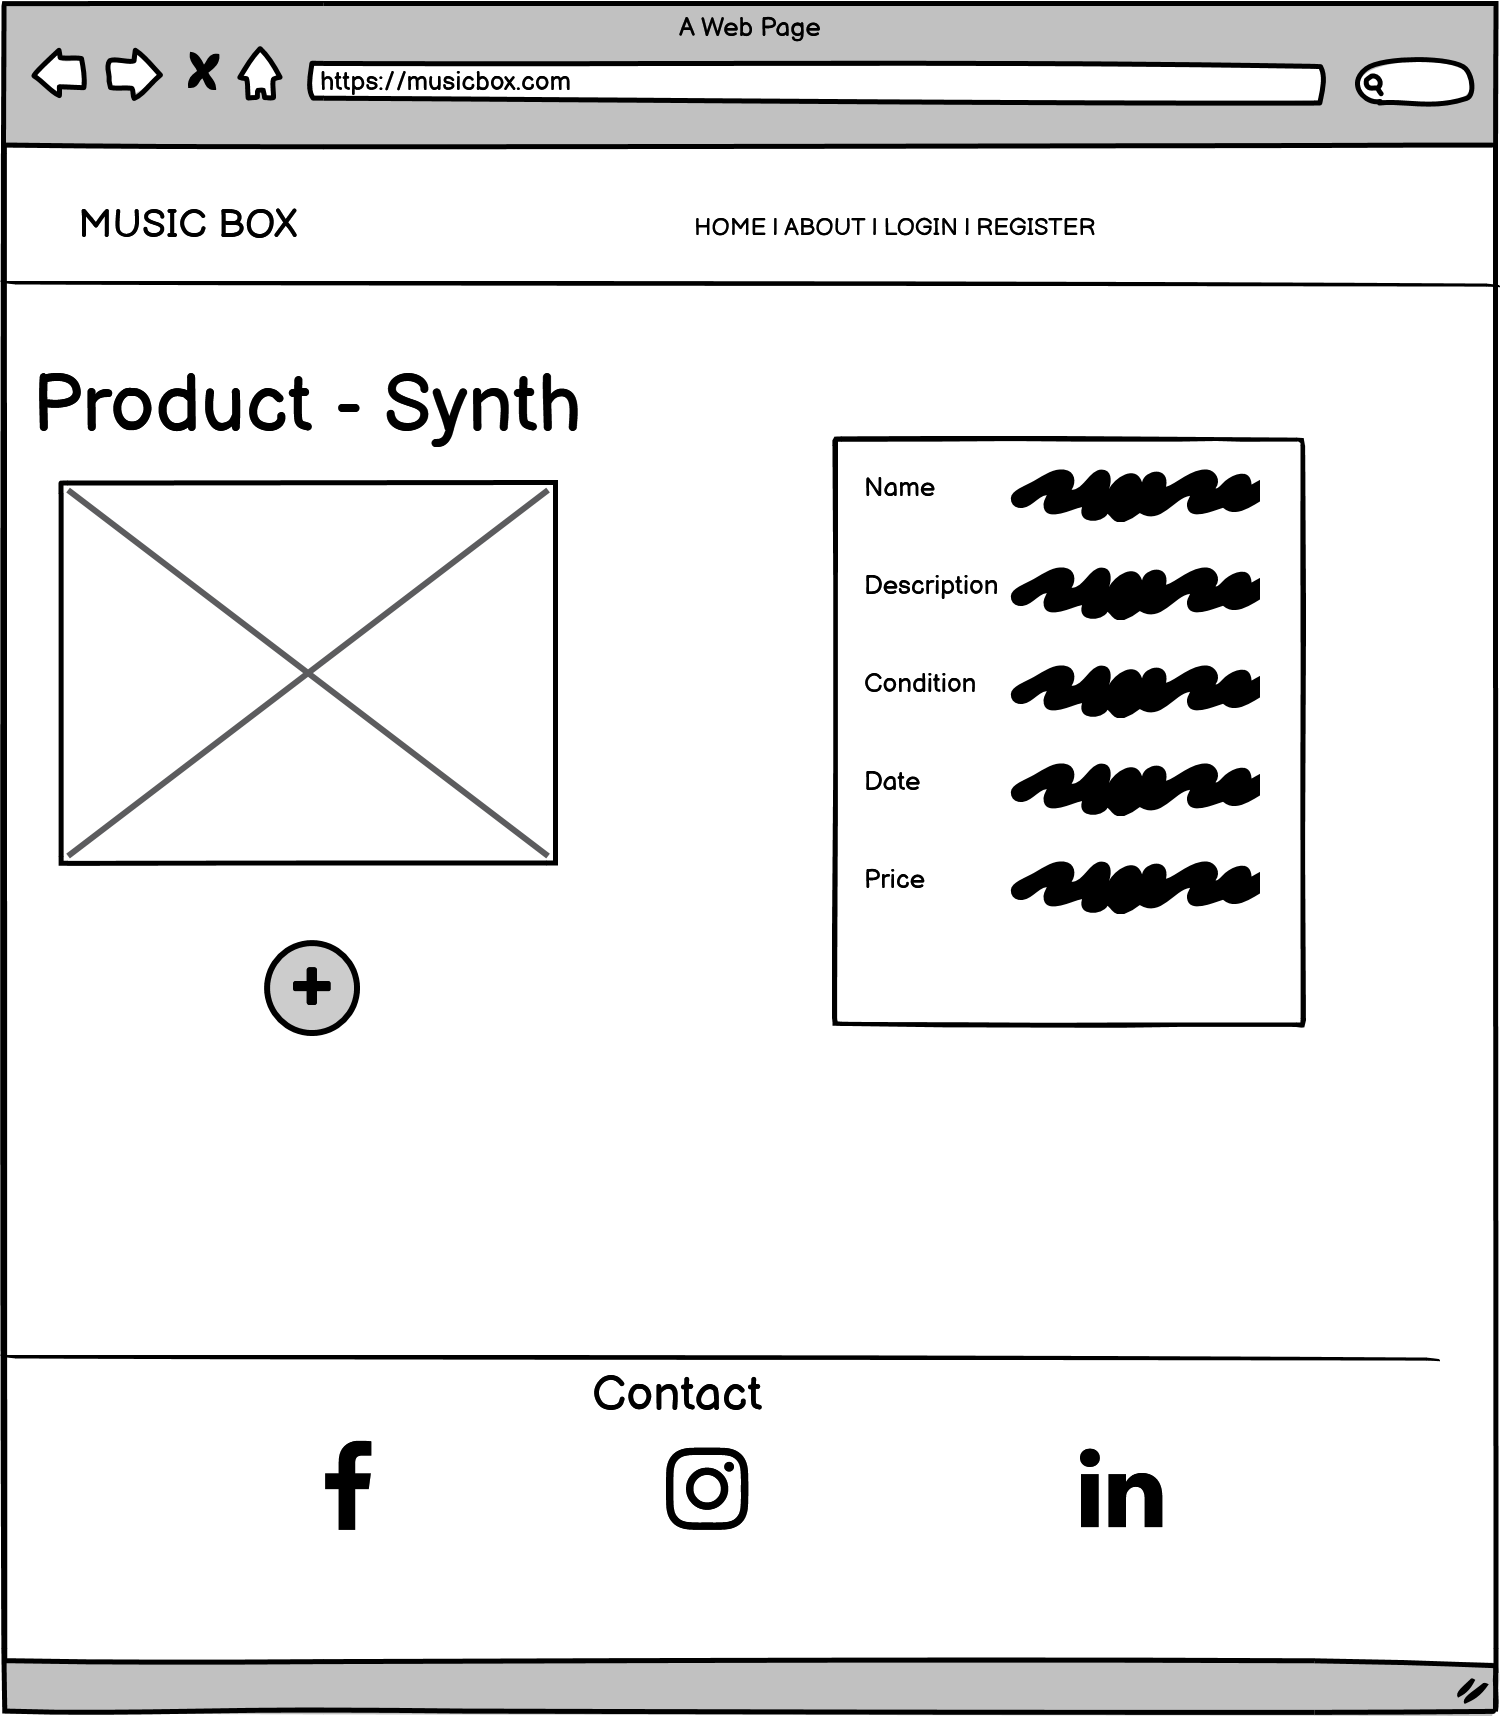 A Web Page
https://musicbox.com
MUSIC BOX
HOME | ABOUT | LOGIN | REGISTER
Product - Synth
Name
Description
Condition
Date
Price
Contact